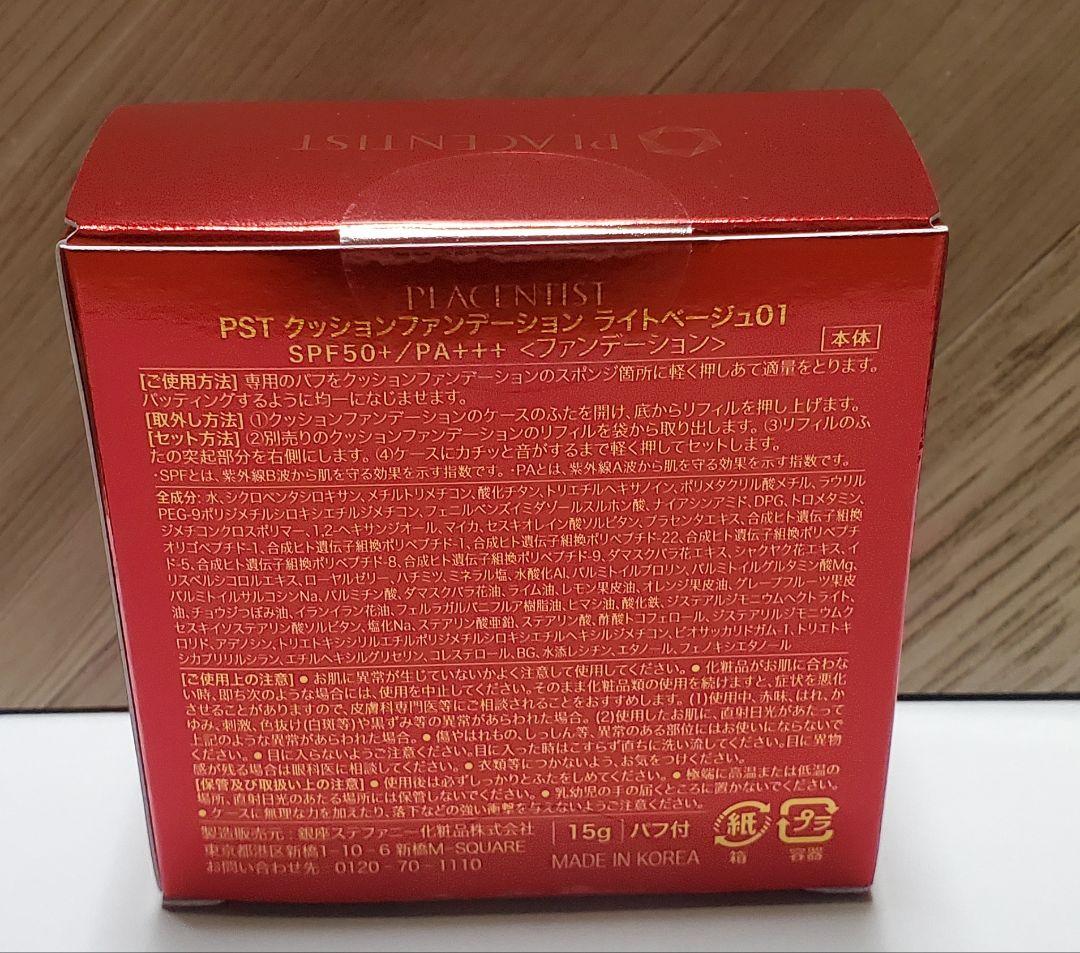 PLACENTIST
PLACENTIST
PST クッションファンデーション ライトベージュ01
SPF50+/PA+++ <ファンデーション>
本体
[ご使用方法] 専用のパフをクッションファンデーションのスポンジ箇所に軽く押しあて適量をとります。
パッティングするように均一になじませます。
[取外し方法] ①クッションファンデーションのケースのふたを開け、底からリフィルを押し上げます。
[セット方法] ②別売りのクッションファンデーションのリフィルを袋から取り出します。③リフィルのふ
たの突起部分を右側にします。④ケースにカチッと音がするまで軽く押してセットします。
・SPFとは、紫外線B波から肌を守る効果を示す指数です。・PAとは、紫外線A波から肌を守る効果を示す指数です。
全成分: 水、シクロペンタシロキサン、メチルトリメチコン、酸化チタン、トリエチルヘキサノイン、ポリメタクリル酸メチル、ラウリル
PEG-9ポリジメチルシロキシエチルジメチコン、フェニルベンズイミダゾールスルホン酸、ナイアシンアミド、DPG、トロメタミン、
ジメチコンクロスポリマー、1,2-ヘキサンジオール、マイカ、セスキオレイン酸ソルビタン、プラセンタエキス、合成ヒト遺伝子組換
オリゴペプチド-1、合成ヒト遺伝子組換ポリペプチド-1、合成ヒト遺伝子組換ポリペプチド-22、合成ヒト遺伝子組換ポリペプチ
ド-5、合成ヒト遺伝子組換ポリペプチド-8、合成ヒト遺伝子組換ポリペプチド-9、ダマスクバラ花エキス、シャクヤク花エキス、イ
リスベルシコロルエキス、ローヤルゼリー、ハチミツ、ミネラル塩、水酸化Al、パルミトイルプロリン、パルミトイルグルタミン酸Mg、
パルミトイルサルコシンNa、パルミチン酸、ダマスクバラ花油、ライム油、レモン果皮油、オレンジ果皮油、グレープフルーツ果皮
油、チョウジつぼみ油、イランイラン花油、フェルラガルバニフルア樹脂油、ヒマシ油、酸化鉄、ジステアルジモニウムヘクトライト、
セスキイソステアリン酸ソルビタン、塩化Na、ステアリン酸亜鉛、ステアリン酸、酢酸トコフェロール、ジステアリルジモニウムク
ロリド、アデノシン、トリエトキシシリルエチルポリジメチルシロキシエチルヘキシルジメチコン、ビオサッカリドガム-1、トリエトキ
シカプリリルシラン、エチルヘキシルグリセリン、コレステロール、BG、水添レシチン、エタノール、フェノキシエタノール
[ご使用上の注意] ● お肌に異常が生じていないかよく注意して使用してください。● 化粧品がお肌に合わな
い時、即ち次のような場合には、使用を中止してください。そのまま化粧品類の使用を続けますと、症状を悪化
させることがありますので、皮膚科専門医等にご相談されることをおすすめします。(1)使用中、赤味、はれ、か
ゆみ、刺激、色抜け(白斑等)や黒ずみ等の異常があらわれた場合。(2)使用したお肌に、直射日光があたって
上記のような異常があらわれた場合。● 傷やはれもの、しっしん等、異常のある部位にはお使いにならないで
ください。● 目に入らないようご注意ください。目に入った時はこすらず直ちに洗い流してください。目に異物
感が残る場合は眼科医に相談してください。● 衣類等につかないよう、お気をつけください。
[保管及び取扱い上の注意] ● 使用後は必ずしっかりとふたをしめてください。● 極端に高温または低温の
場所、直射日光のあたる場所には保管しないでください。● 乳幼児の手の届くところに置かないでください。
● ケースに無理な力を加えたり、落下などの強い衝撃を与えないようご注意ください。
製造販売元:銀座ステファニー化粧品株式会社
東京都港区新橋1-10-6 新橋M-SQUARE
お問い合わせ先 0120-70-1110
15g パフ付
MADE IN KOREA
紙
箱
プラ
容器